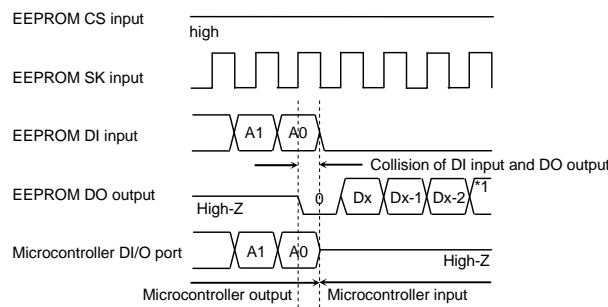 EEPROM CS input
high
EEPROM SK input
EEPROM DI input
A1 A0
Collision of DI input and DO output
EEPROM DO output
High-Z
0 Dx Dx-1 Dx-2 *1
Microcontroller DI/O port
A1 A0
High-Z
Microcontroller output Microcontroller input